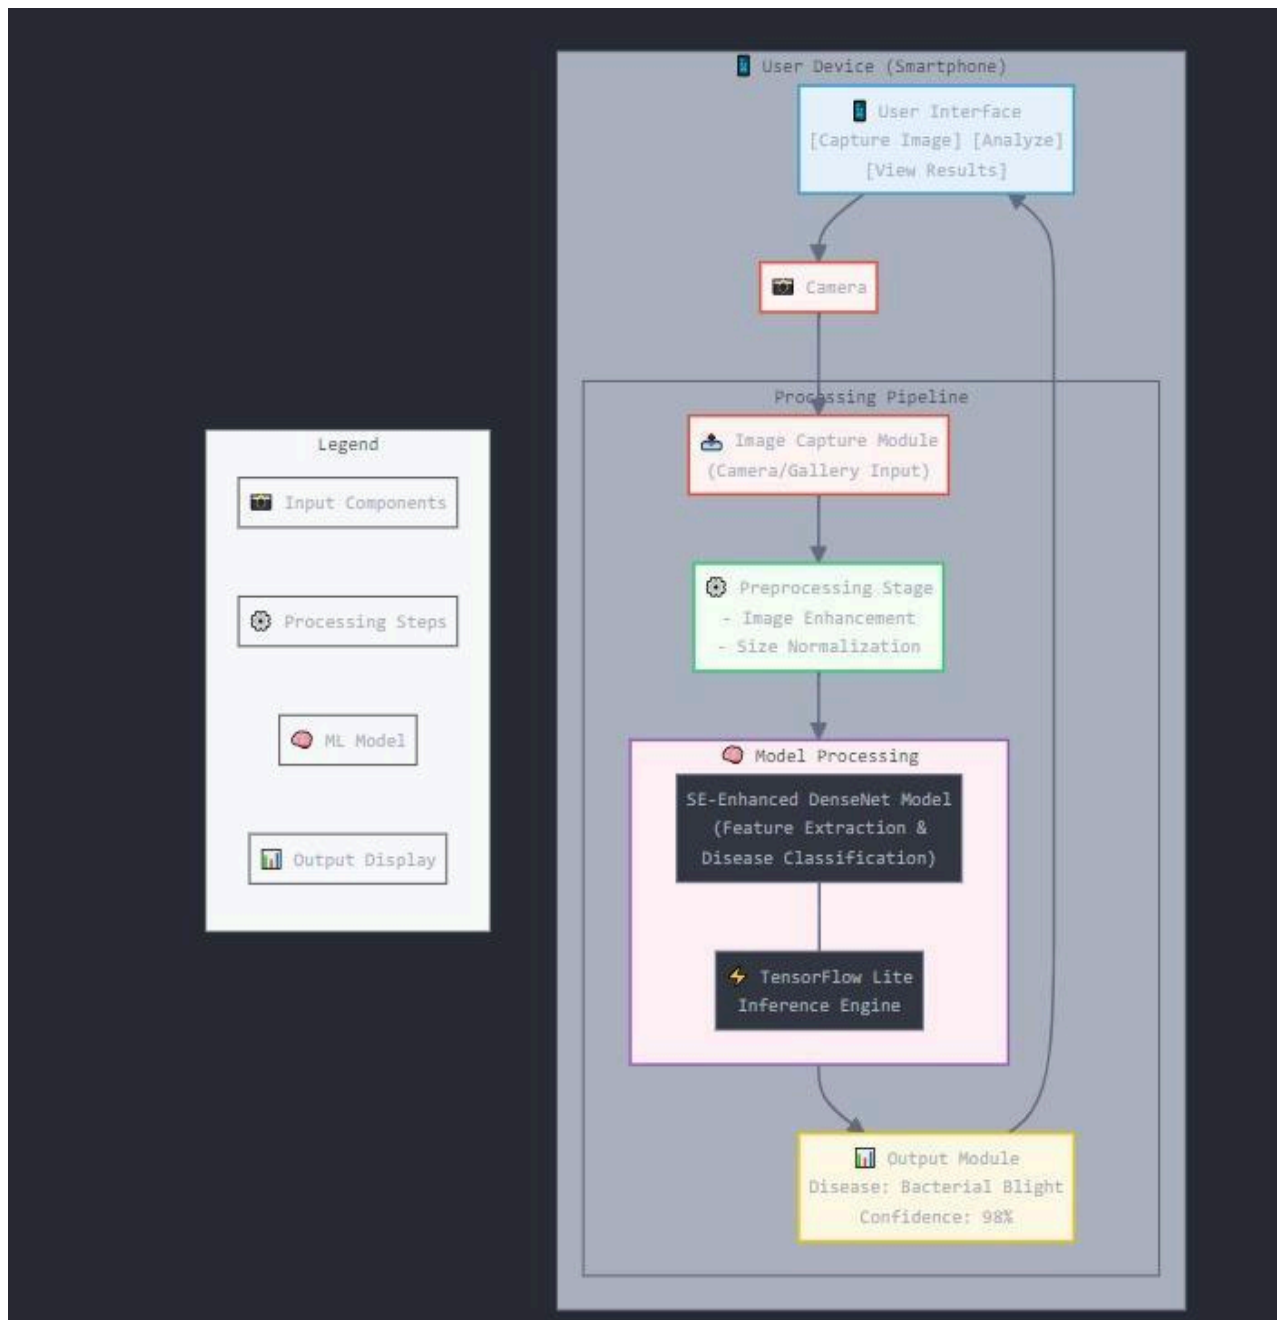 User Device (Smartphone)
User Interface
[Capture Image] [Analyze]
[View Results]
Camera
Processing Pipeline
Image Capture Module
(Camera/Gallery Input)
Preprocessing Stage
- Image Enhancement
- Size Normalization
Model Processing
SE-Enhanced DenseNet Model
(Feature Extraction &
Disease Classification)
TensorFlow Lite
Inference Engine
Output Module
Disease: Bacterial Blight
Confidence: 98%
Legend
Input Components
Processing Steps
ML Model
Output Display